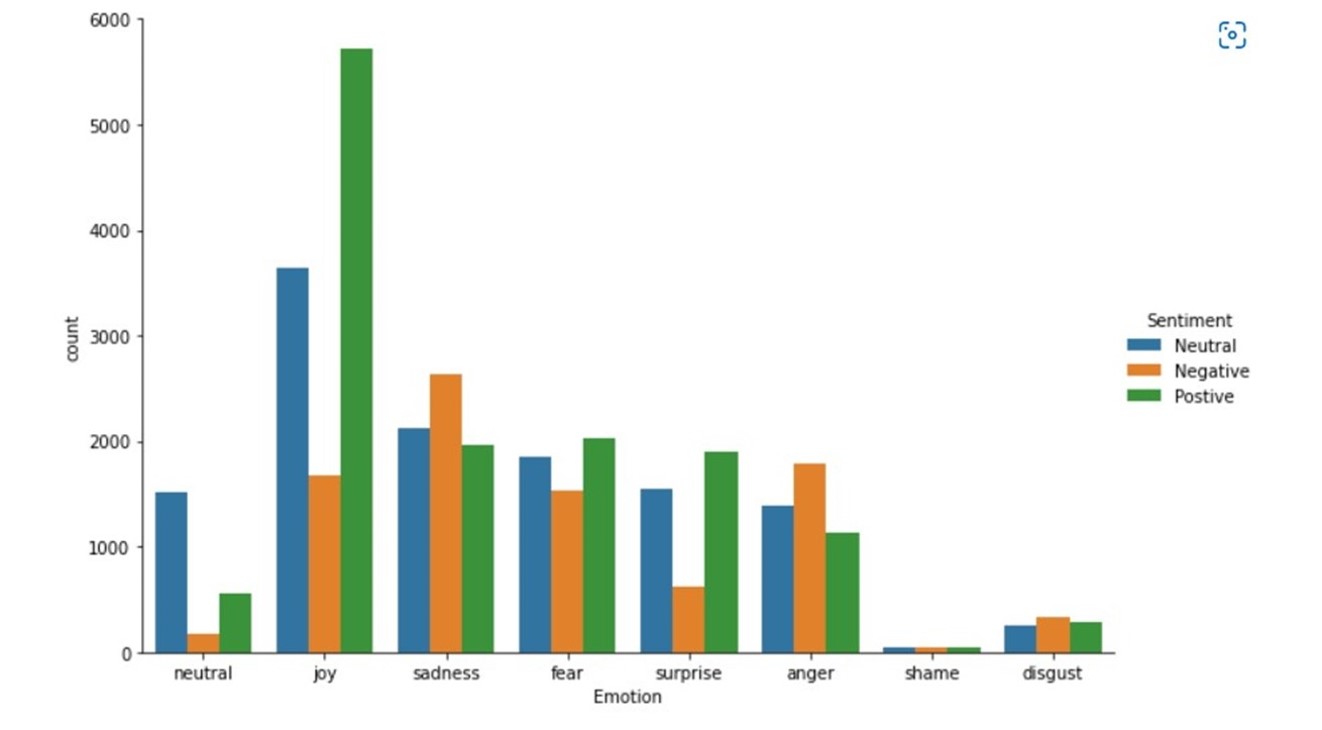 6000
5000
4000
3000
2000
1000
0
count
neutral joy sadness fear surprise anger shame disgust
Emotion
Sentiment
Neutral
Negative
Postive